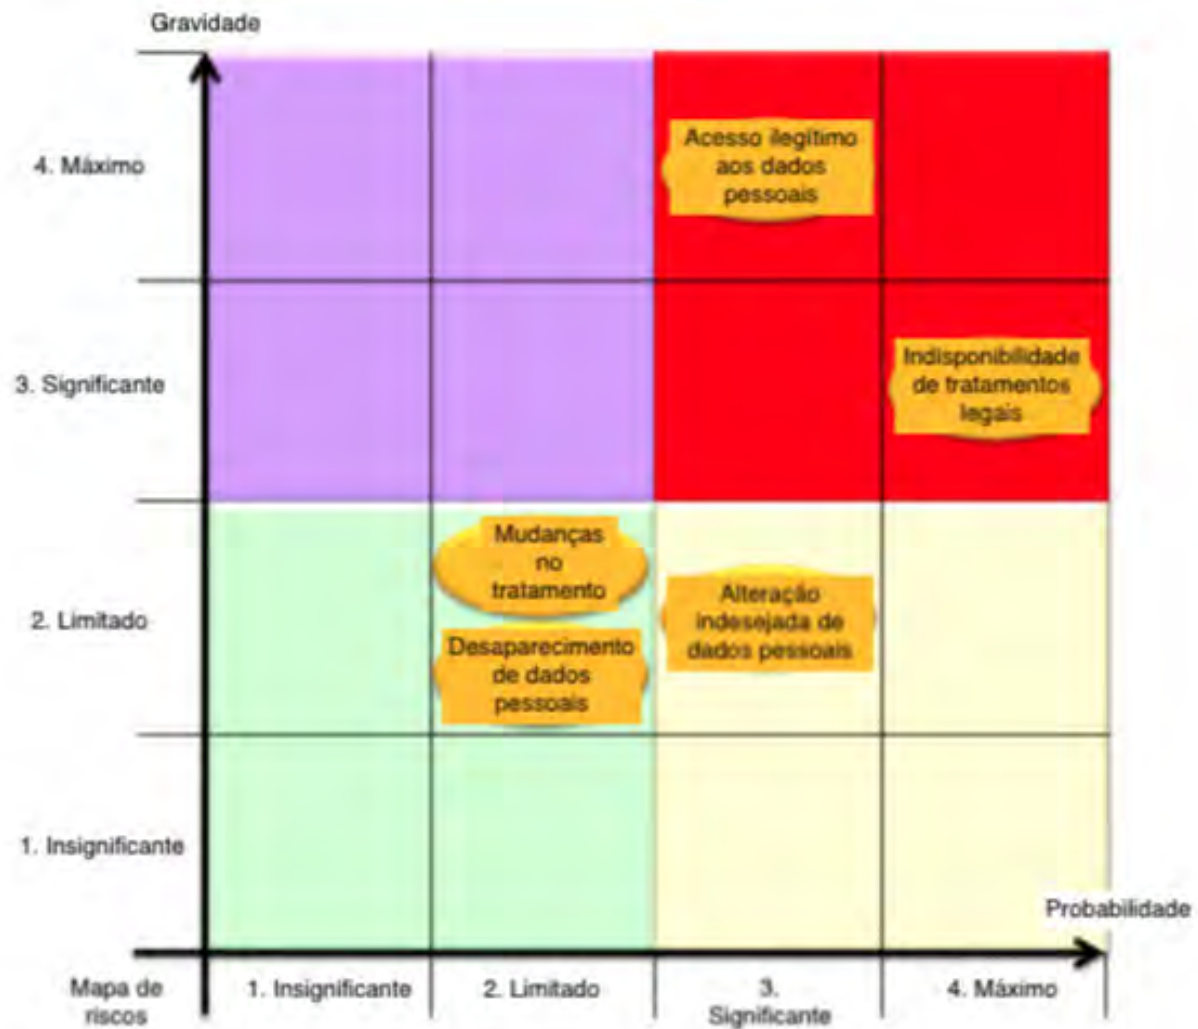 Gravidade
4. Máximo
Acesso ilegítimo
aos dados
pessoais
3. Significante
Indisponibilidade
de tratamentos
legais
2. Limitado
Mudanças
no
tratamento
Desaparecimento
de dados
pessoais
Alteração
indesejada de
dados pessoais
1. Insignificante
Probabilidade
Mapa de
riscos
1. Insignificante
2. Limitado
3.
Significante
4. Máximo